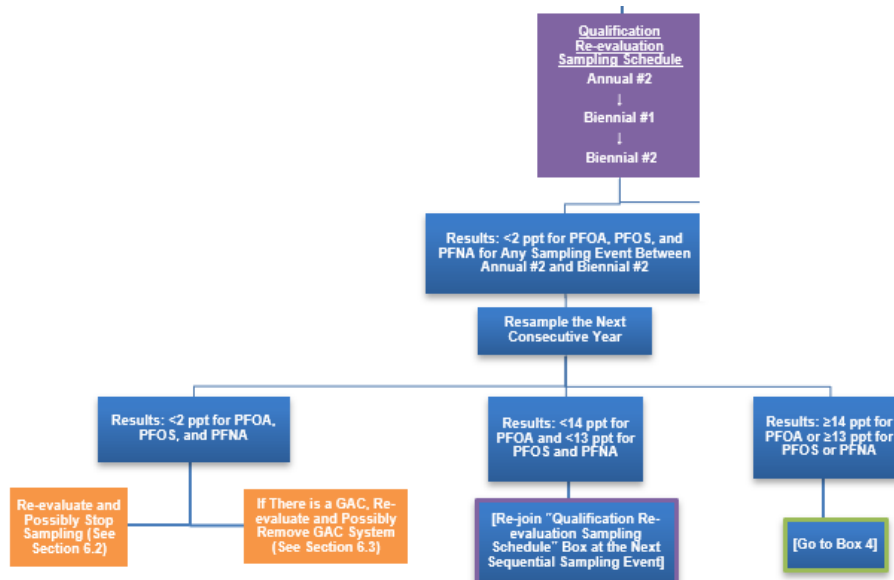 Qualification
Re-evaluation
Sampling Schedule
Annual #2
↓
Biennial #1
↓
Biennial #2
Results: <2 ppt for PFOA, PFOS, and
PFNA for Any Sampling Event Between
Annual #2 and Biennial #2
Resample the Next
Consecutive Year
Results: <2 ppt for PFOA,
PFOS, and PFNA
Results: <14 ppt for
PFOA and <13 ppt for
PFOS and PFNA
Results: ≥14 ppt for
PFOA or ≥13 ppt for
PFOS or PFNA
Re-evaluate and
Possibly Stop
Sampling (See
Section 6.2)
If There is a GAC, Re-
evaluate and Possibly
Remove GAC System
(See Section 6.3)
[Re-join "Qualification Re-
evaluation Sampling
Schedule" Box at the Next
Sequential Sampling Event]
[Go to Box 4]